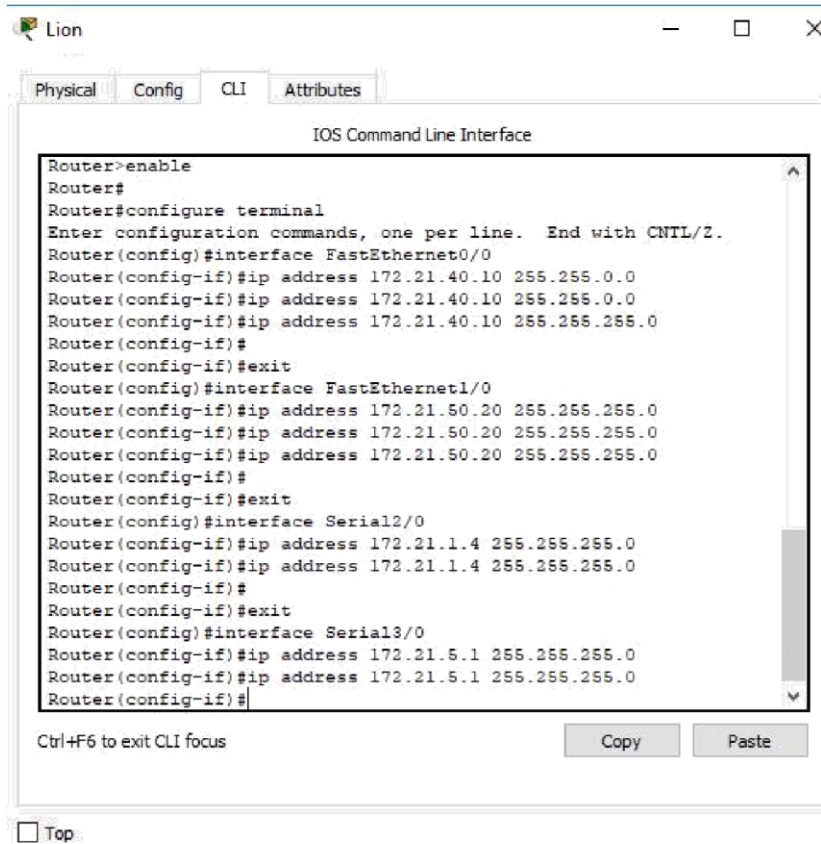 Lion
Physical Config CLI Attributes
IOS Command Line Interface
Router>enable
Router#
Router#configure terminal
Enter configuration commands, one per line.  End with CNTL/Z.
Router(config)#interface FastEthernet0/0
Router(config-if)#ip address 172.21.40.10 255.255.0.0
Router(config-if)#ip address 172.21.40.10 255.255.0.0
Router(config-if)#ip address 172.21.40.10 255.255.255.0
Router(config-if)#
Router(config-if)#exit
Router(config)#interface FastEthernet1/0
Router(config-if)#ip address 172.21.50.20 255.255.255.0
Router(config-if)#ip address 172.21.50.20 255.255.255.0
Router(config-if)#ip address 172.21.50.20 255.255.255.0
Router(config-if)#
Router(config-if)#exit
Router(config)#interface Serial2/0
Router(config-if)#ip address 172.21.1.4 255.255.255.0
Router(config-if)#ip address 172.21.1.4 255.255.255.0
Router(config-if)#
Router(config-if)#exit
Router(config)#interface Serial3/0
Router(config-if)#ip address 172.21.5.1 255.255.255.0
Router(config-if)#ip address 172.21.5.1 255.255.255.0
Router(config-if)#
Ctrl+F6 to exit CLI focus Copy Paste
Top